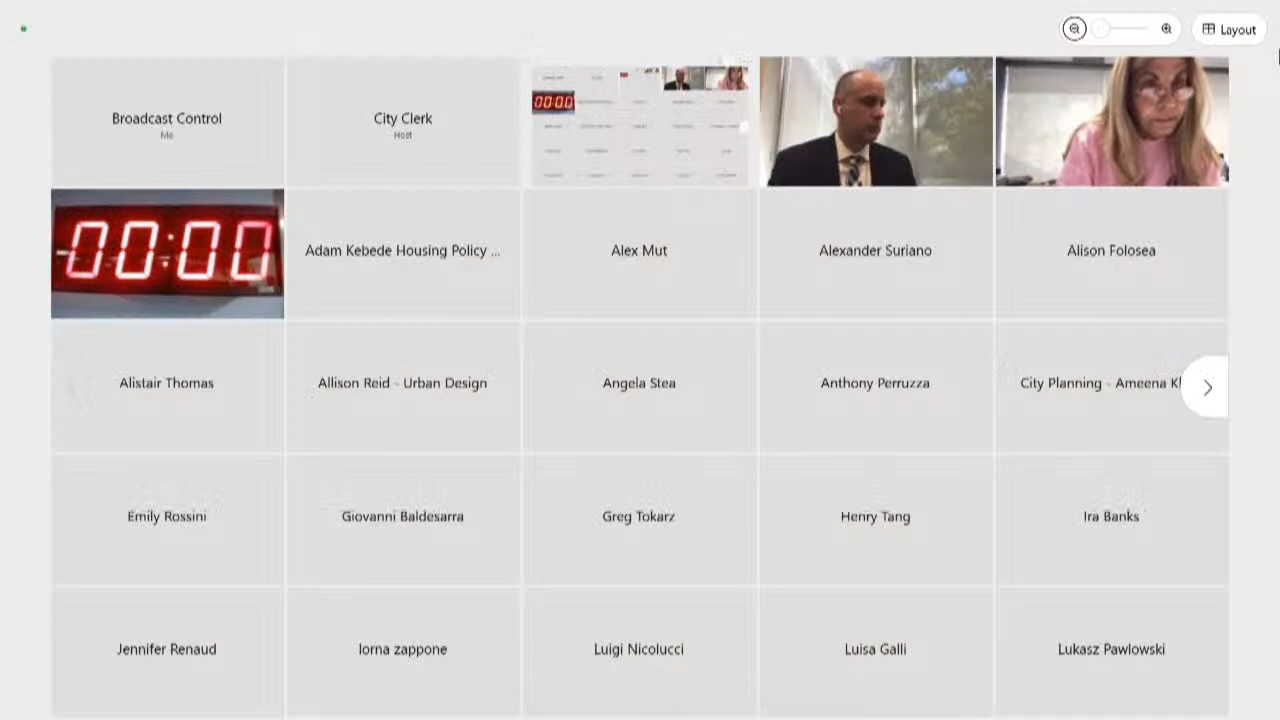 Layout
Broadcast Control
Me
City Clerk
Host
00:00
00:00
Adam Kebede Housing Policy ...
Alex Mut
Alexander Suriano
Alison Folosea
Alistair Thomas
Allison Reid - Urban Design
Angela Stea
Anthony Perruzza
City Planning - Ameena
Emily Rossini
Giovanni Baldesarra
Greg Tokarz
Henry Tang
Ira Banks
Jennifer Renaud
lorna zappone
Luigi Nicolucci
Luisa Galli
Lukasz Pawlowski